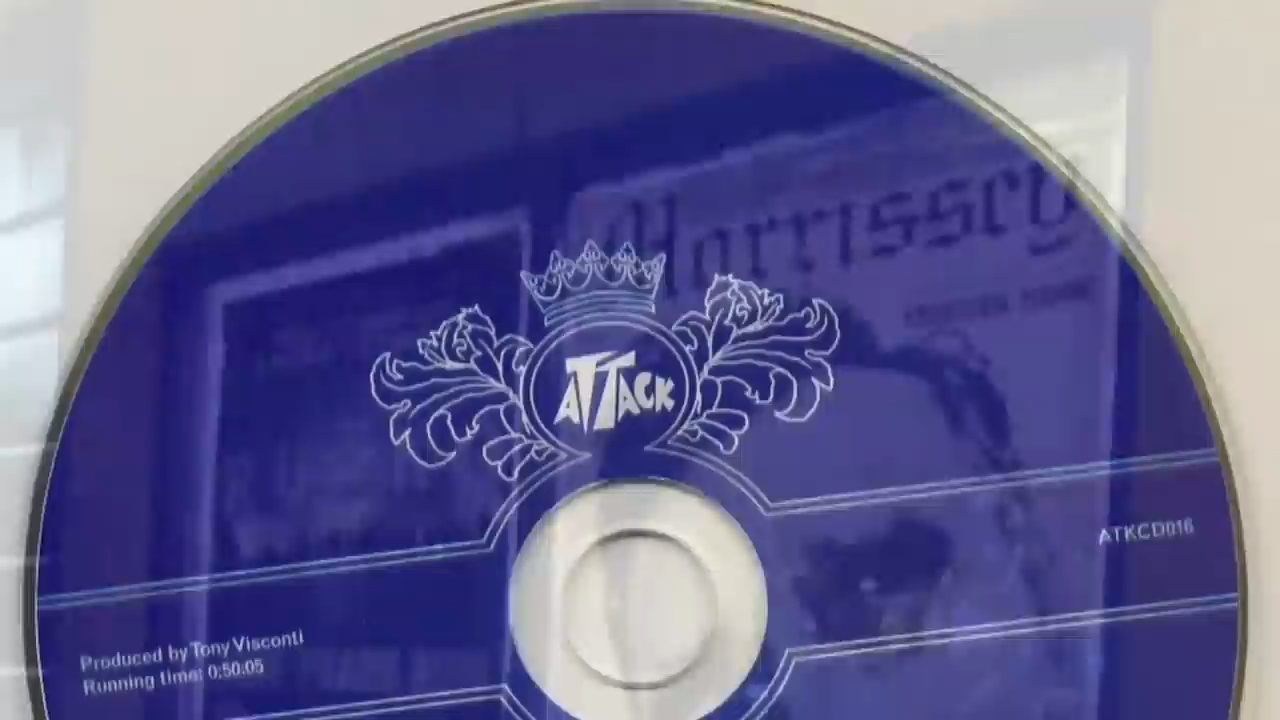 Morrissey
ATTACK
ATKCD016
Produced by Tony Visconti
Running time: 0:50:05